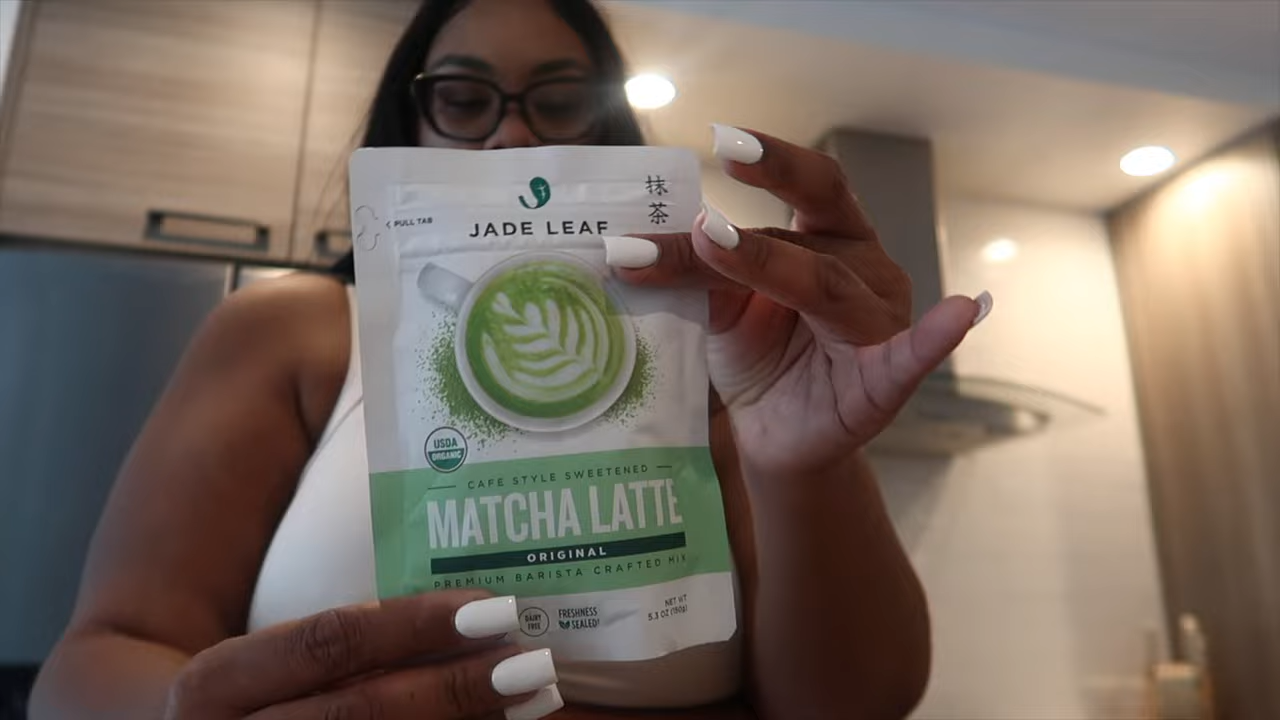 JADE LEAF
抹
茶
< PULL TAB
USDA
ORGANIC
CAFE STYLE SWEETENED
MATCHA LATTE
ORIGINAL
PREMIUM BARISTA CRAFTED MIX
DAIRY
FREE
FRESHNESS
SEALED!
NET WT
5.3 OZ (150g)